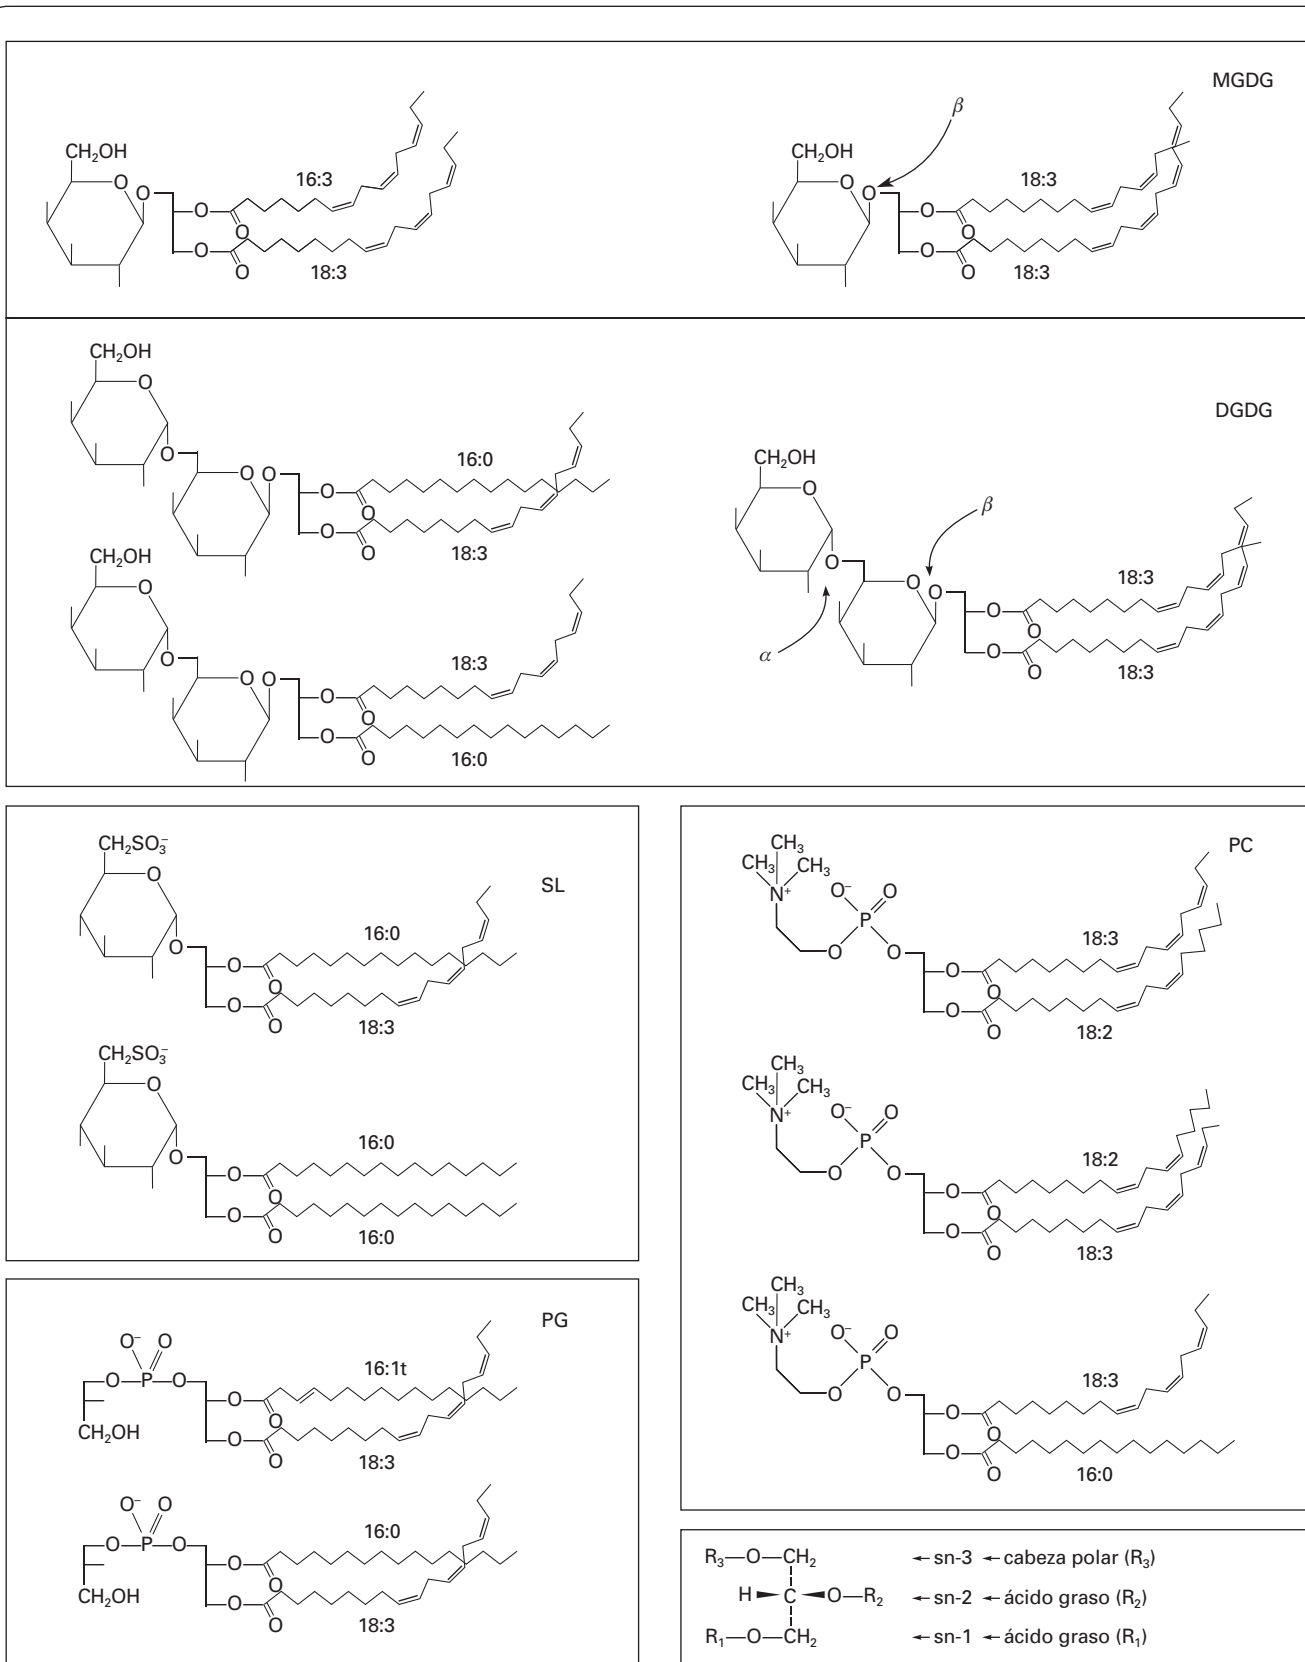 MGDG
β
CH₂OH
O
O
16:3
O
O
O
O
18:3
CH₂OH
O
O
18:3
O
O
O
O
18:3
DGDG
CH₂OH
O
O
O
O
16:0
O
O
O
O
18:3
CH₂OH
O
O
O
O
18:3
O
O
O
O
16:0
CH₂OH
O
β
O
O
O
18:3
O
O
O
O
α
18:3
SL
CH₂SO₃⁻
O
O
16:0
O
O
O
O
18:3
CH₂SO₃⁻
O
O
16:0
O
O
O
O
16:0
PC
CH₃
CH₃ CH₃
N⁺
O⁻ O
P
O O
18:3
O
O
O
O
18:2
CH₃
CH₃ CH₃
N⁺
O⁻ O
P
O O
18:2
O
O
O
O
18:3
CH₃
CH₃ CH₃
N⁺
O⁻ O
P
O O
18:3
O
O
O
O
16:0
PG
O⁻ O
O P O
16:1t
O
O
CH₂OH
O
O
18:3
O⁻ O
O P O
16:0
O
O
CH₂OH
O
O
18:3
R₃—O—CH₂ ← sn-3 ← cabeza polar (R₃)
H C O—R₂ ← sn-2 ← ácido graso (R₂)
R₁—O—CH₂ ← sn-1 ← ácido graso (R₁)